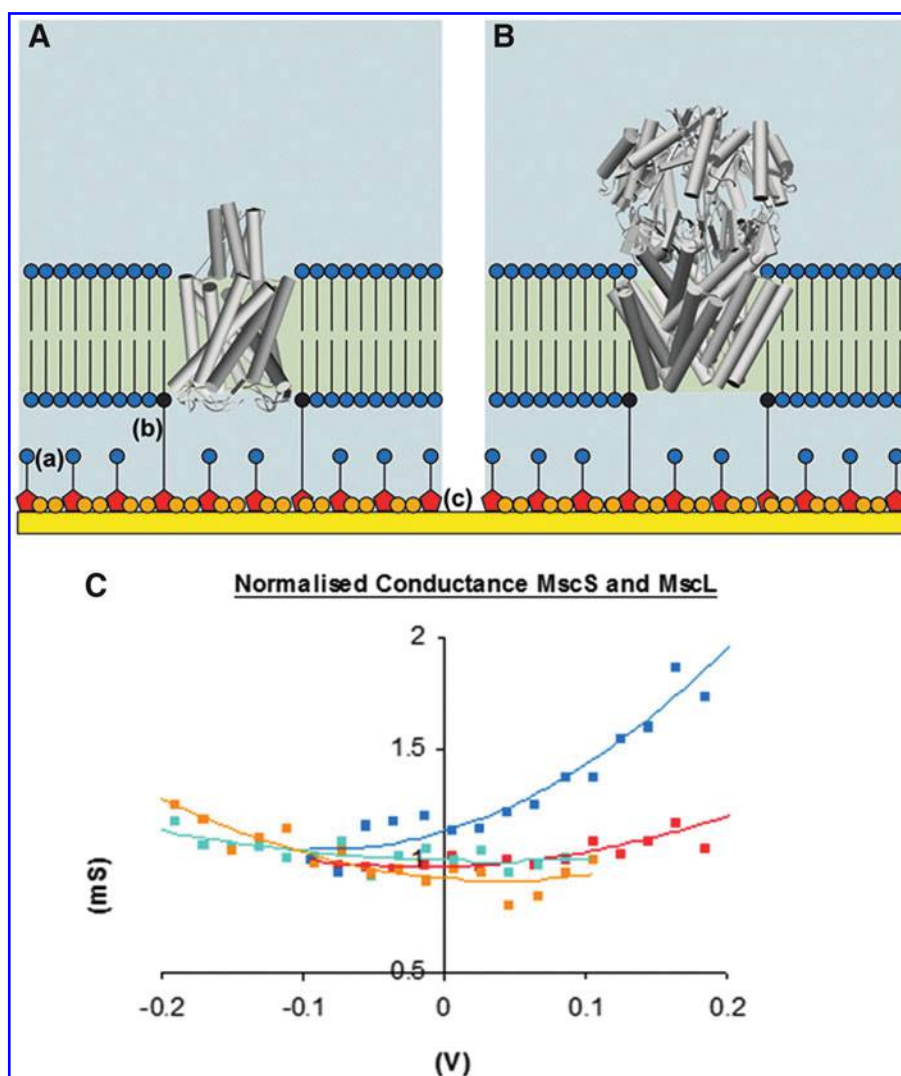 A B
(b)
(a)
(c)
C Normalised Conductance MscS and MscL
2
1.5
1
0.5
(mS)
-0.2 -0.1 0 0.1 0.2
(V)